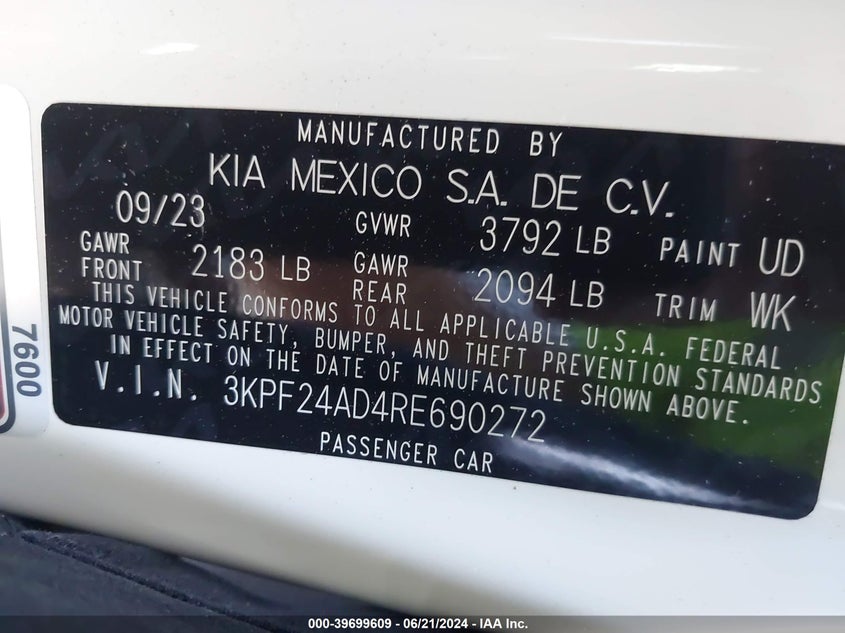 MANUFACTURED BY
KIA MEXICO S.A. DE C.V.
09/23 GVWR 3792 LB PAINT UD
GAWR FRONT 2183 LB GAWR REAR 2094 LB TRIM WK
THIS VEHICLE CONFORMS TO ALL APPLICABLE U.S.A. FEDERAL
MOTOR VEHICLE SAFETY, BUMPER, AND THEFT PREVENTION STANDARDS
IN EFFECT ON THE DATE OF MANUFACTURE SHOWN ABOVE.
V.I.N. 3KPF24AD4RE690272
PASSENGER CAR
7600
000-39699609 / 06/21/2024 - IAA Inc.